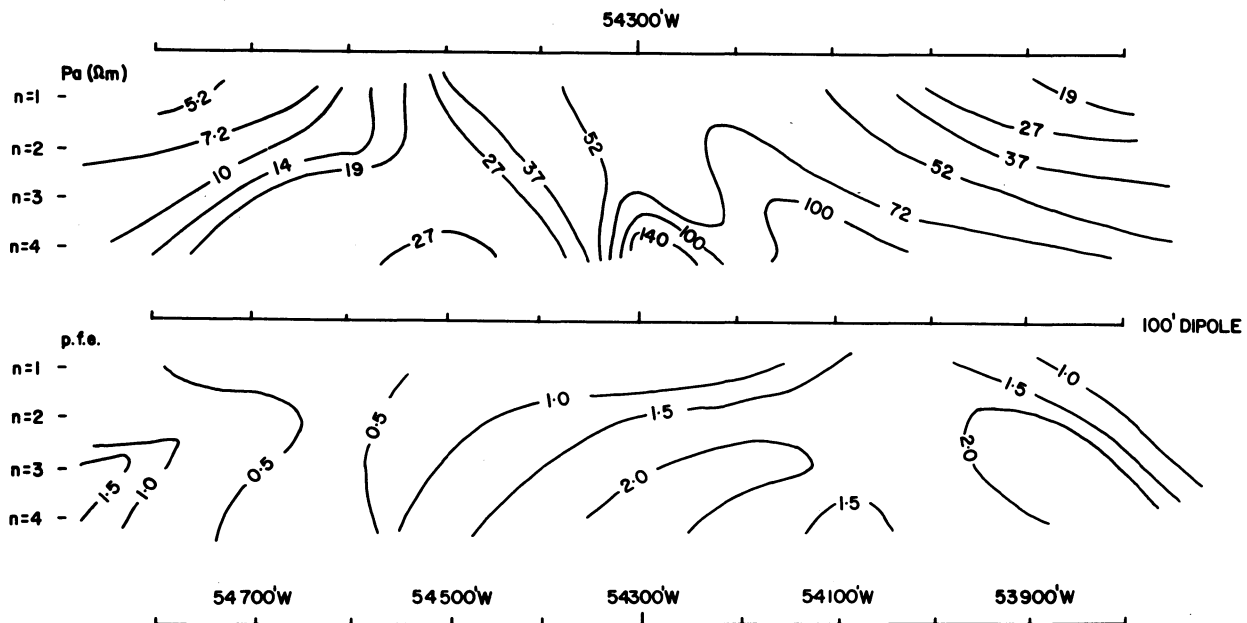 54300'W
Pa (Ωm)
n=1
n=2
n=3
n=4
5·2
7·2
10
14
19
27
27
37
52
140
100
100
72
52
37
27
19
p.f.e.
100' DIPOLE
n=1
n=2
n=3
n=4
1·5
1·0
0·5
0·5
1·0
1·5
2·0
1·5
2·0
1·5
1·0
54700'W 54500'W 54300'W 54100'W 53900'W